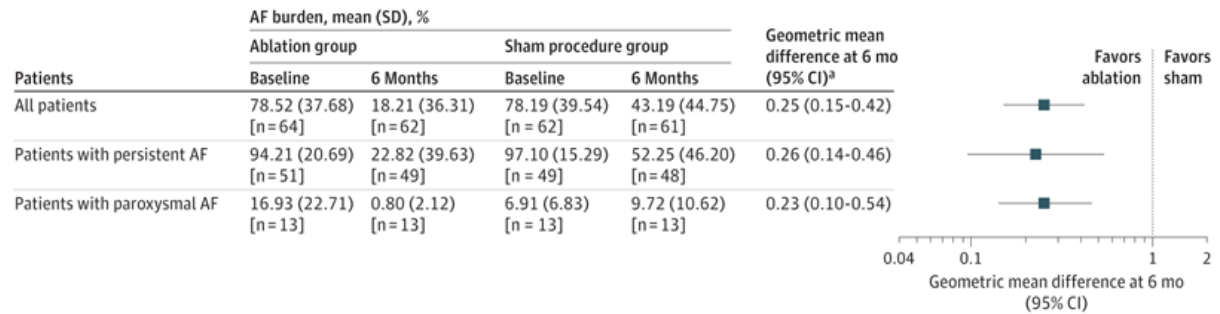 AF burden, mean (SD), %
Ablation group Sham procedure group Geometric mean difference at 6 mo (95% CI)ᵃ Favors ablation Favors sham
Patients Baseline 6 Months Baseline 6 Months
All patients 78.52 (37.68) 18.21 (36.31) 78.19 (39.54) 43.19 (44.75) 0.25 (0.15-0.42)
[n=64] [n=62] [n=62] [n=61]
Patients with persistent AF 94.21 (20.69) 22.82 (39.63) 97.10 (15.29) 52.25 (46.20) 0.26 (0.14-0.46)
[n=51] [n=49] [n=49] [n=48]
Patients with paroxysmal AF 16.93 (22.71) 0.80 (2.12) 6.91 (6.83) 9.72 (10.62) 0.23 (0.10-0.54)
[n=13] [n=13] [n=13] [n=13]
0.04 0.1 1 2
Geometric mean difference at 6 mo
(95% CI)